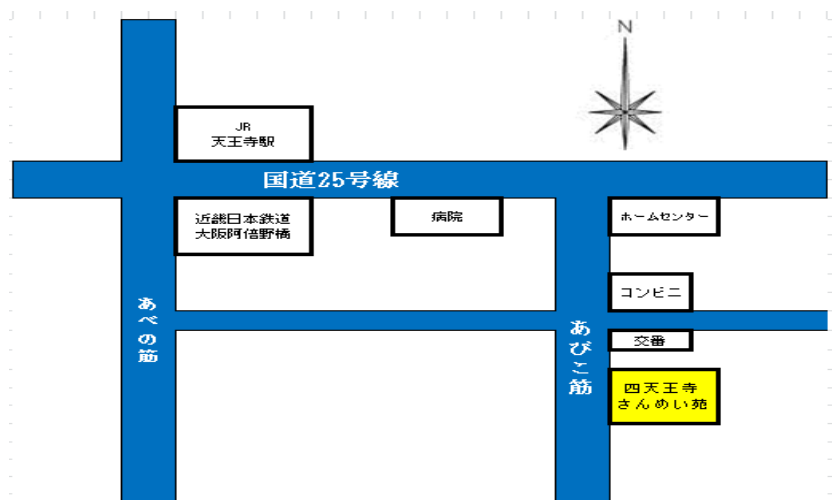 N
JR
天王寺駅
国道25号線
近畿日本鉄道
大阪阿倍野橋
病院
ホームセンター
コンビニ
あべの筋
あびこ筋
交番
四天王寺
さんめい苑